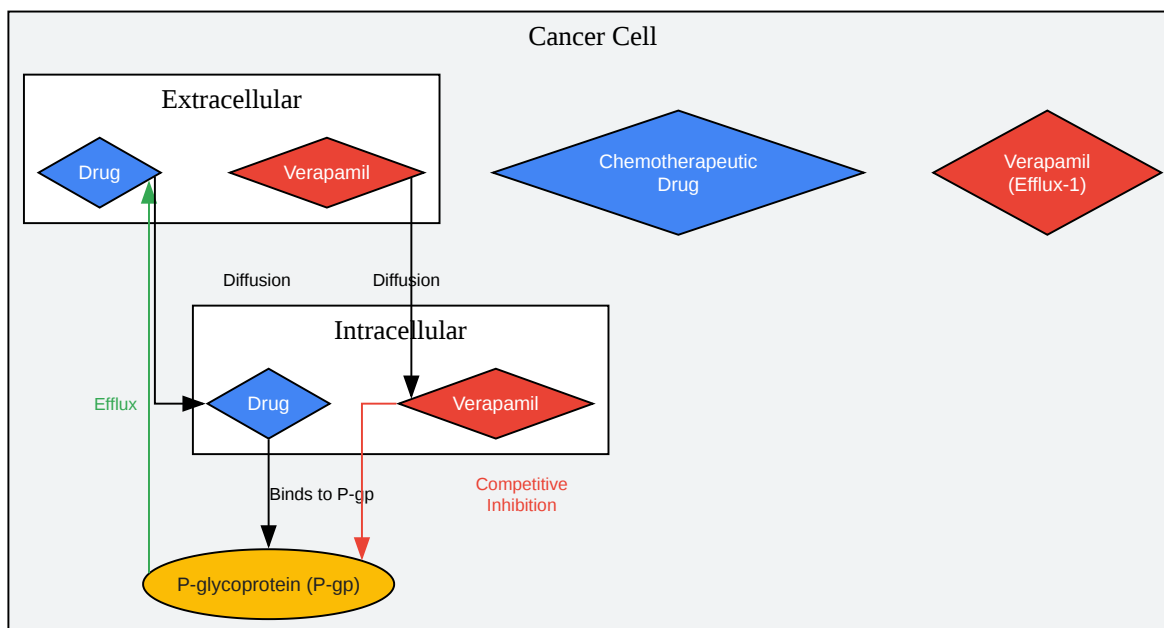 Cancer Cell
Extracellular
Drug
Verapamil
Chemotherapeutic
Drug
Verapamil
(Efflux-1)
Diffusion
Diffusion
Intracellular
Efflux
Drug
Verapamil
Binds to P-gp
Competitive
Inhibition
P-glycoprotein (P-gp)